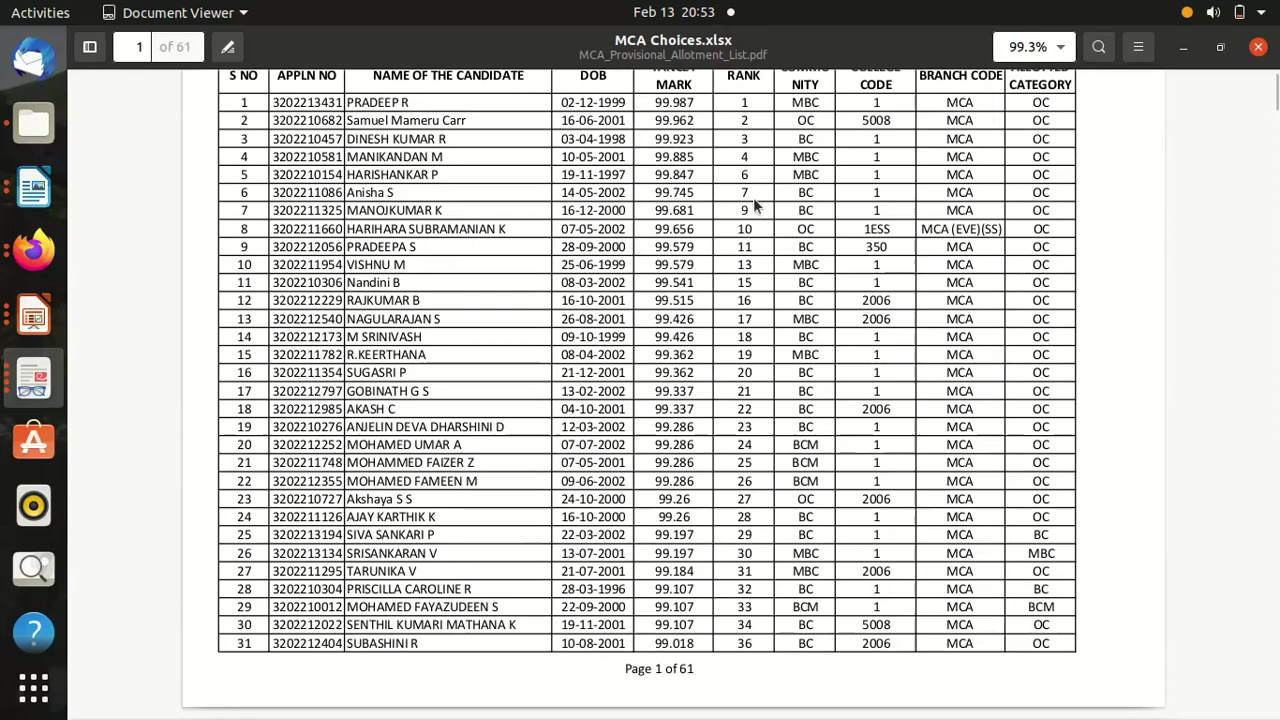 Activities Document Viewer Feb 13 20:53
1 of 61 MCA Choices.xlsx 99.3%
MCA_Provisional_Allotment_List.pdf
S NO APPLN NO NAME OF THE CANDIDATE DOB MARK RANK NITY CODE BRANCH CODE CATEGORY
1 3202213431 PRADEEP R 02-12-1999 99.987 1 MBC 1 MCA OC
2 3202210682 Samuel Mameru Carr 16-06-2001 99.962 2 OC 5008 MCA OC
3 3202210457 DINESH KUMAR R 03-04-1998 99.923 3 BC 1 MCA OC
4 3202210581 MANIKANDAN M 10-05-2001 99.885 4 MBC 1 MCA OC
5 3202210154 HARISHANKAR P 19-11-1997 99.847 6 MBC 1 MCA OC
6 3202211086 Anisha S 14-05-2002 99.745 7 BC 1 MCA OC
7 3202211325 MANOJKUMAR K 16-12-2000 99.681 9 BC 1 MCA OC
8 3202211660 HARIHARA SUBRAMANIAN K 07-05-2002 99.656 10 OC 1ESS MCA (EVE)(SS) OC
9 3202212056 PRADEEPA S 28-09-2000 99.579 11 BC 350 MCA OC
10 3202211954 VISHNU M 25-06-1999 99.579 13 MBC 1 MCA OC
11 3202210306 Nandini B 08-03-2002 99.541 15 BC 1 MCA OC
12 3202212229 RAJKUMAR B 16-10-2001 99.515 16 BC 2006 MCA OC
13 3202212540 NAGULARAJAN S 26-08-2001 99.426 17 MBC 2006 MCA OC
14 3202212173 M SRINIVASH 09-10-1999 99.426 18 BC 1 MCA OC
15 3202211782 R.KEERTHANA 08-04-2002 99.362 19 MBC 1 MCA OC
16 3202211354 SUGASRI P 21-12-2001 99.362 20 BC 1 MCA OC
17 3202212797 GOBINATH G S 13-02-2002 99.337 21 BC 1 MCA OC
18 3202212985 AKASH C 04-10-2001 99.337 22 BC 2006 MCA OC
19 3202210276 ANJELIN DEVA DHARSHINI D 12-03-2002 99.286 23 BC 1 MCA OC
20 3202212252 MOHAMED UMAR A 07-07-2002 99.286 24 BCM 1 MCA OC
21 3202211748 MOHAMMED FAIZER Z 07-05-2001 99.286 25 BCM 1 MCA OC
22 3202212355 MOHAMED FAMEEN M 09-06-2002 99.286 26 BCM 1 MCA OC
23 3202210727 Akshaya S S 24-10-2000 99.26 27 OC 2006 MCA OC
24 3202211126 AJAY KARTHIK K 16-10-2000 99.26 28 BC 1 MCA OC
25 3202213194 SIVA SANKARI P 22-03-2002 99.197 29 BC 1 MCA BC
26 3202213134 SRISANKARAN V 13-07-2001 99.197 30 MBC 1 MCA MBC
27 3202211295 TARUNIKA V 21-07-2001 99.184 31 MBC 2006 MCA OC
28 3202210304 PRISCILLA CAROLINE R 28-03-1996 99.107 32 BC 1 MCA BC
29 3202210012 MOHAMED FAYAZUDEEN S 22-09-2000 99.107 33 BCM 1 MCA BCM
30 3202212022 SENTHIL KUMARI MATHANA K 19-11-2001 99.107 34 BC 5008 MCA OC
31 3202212404 SUBASHINI R 10-08-2001 99.018 36 BC 2006 MCA OC
Page 1 of 61